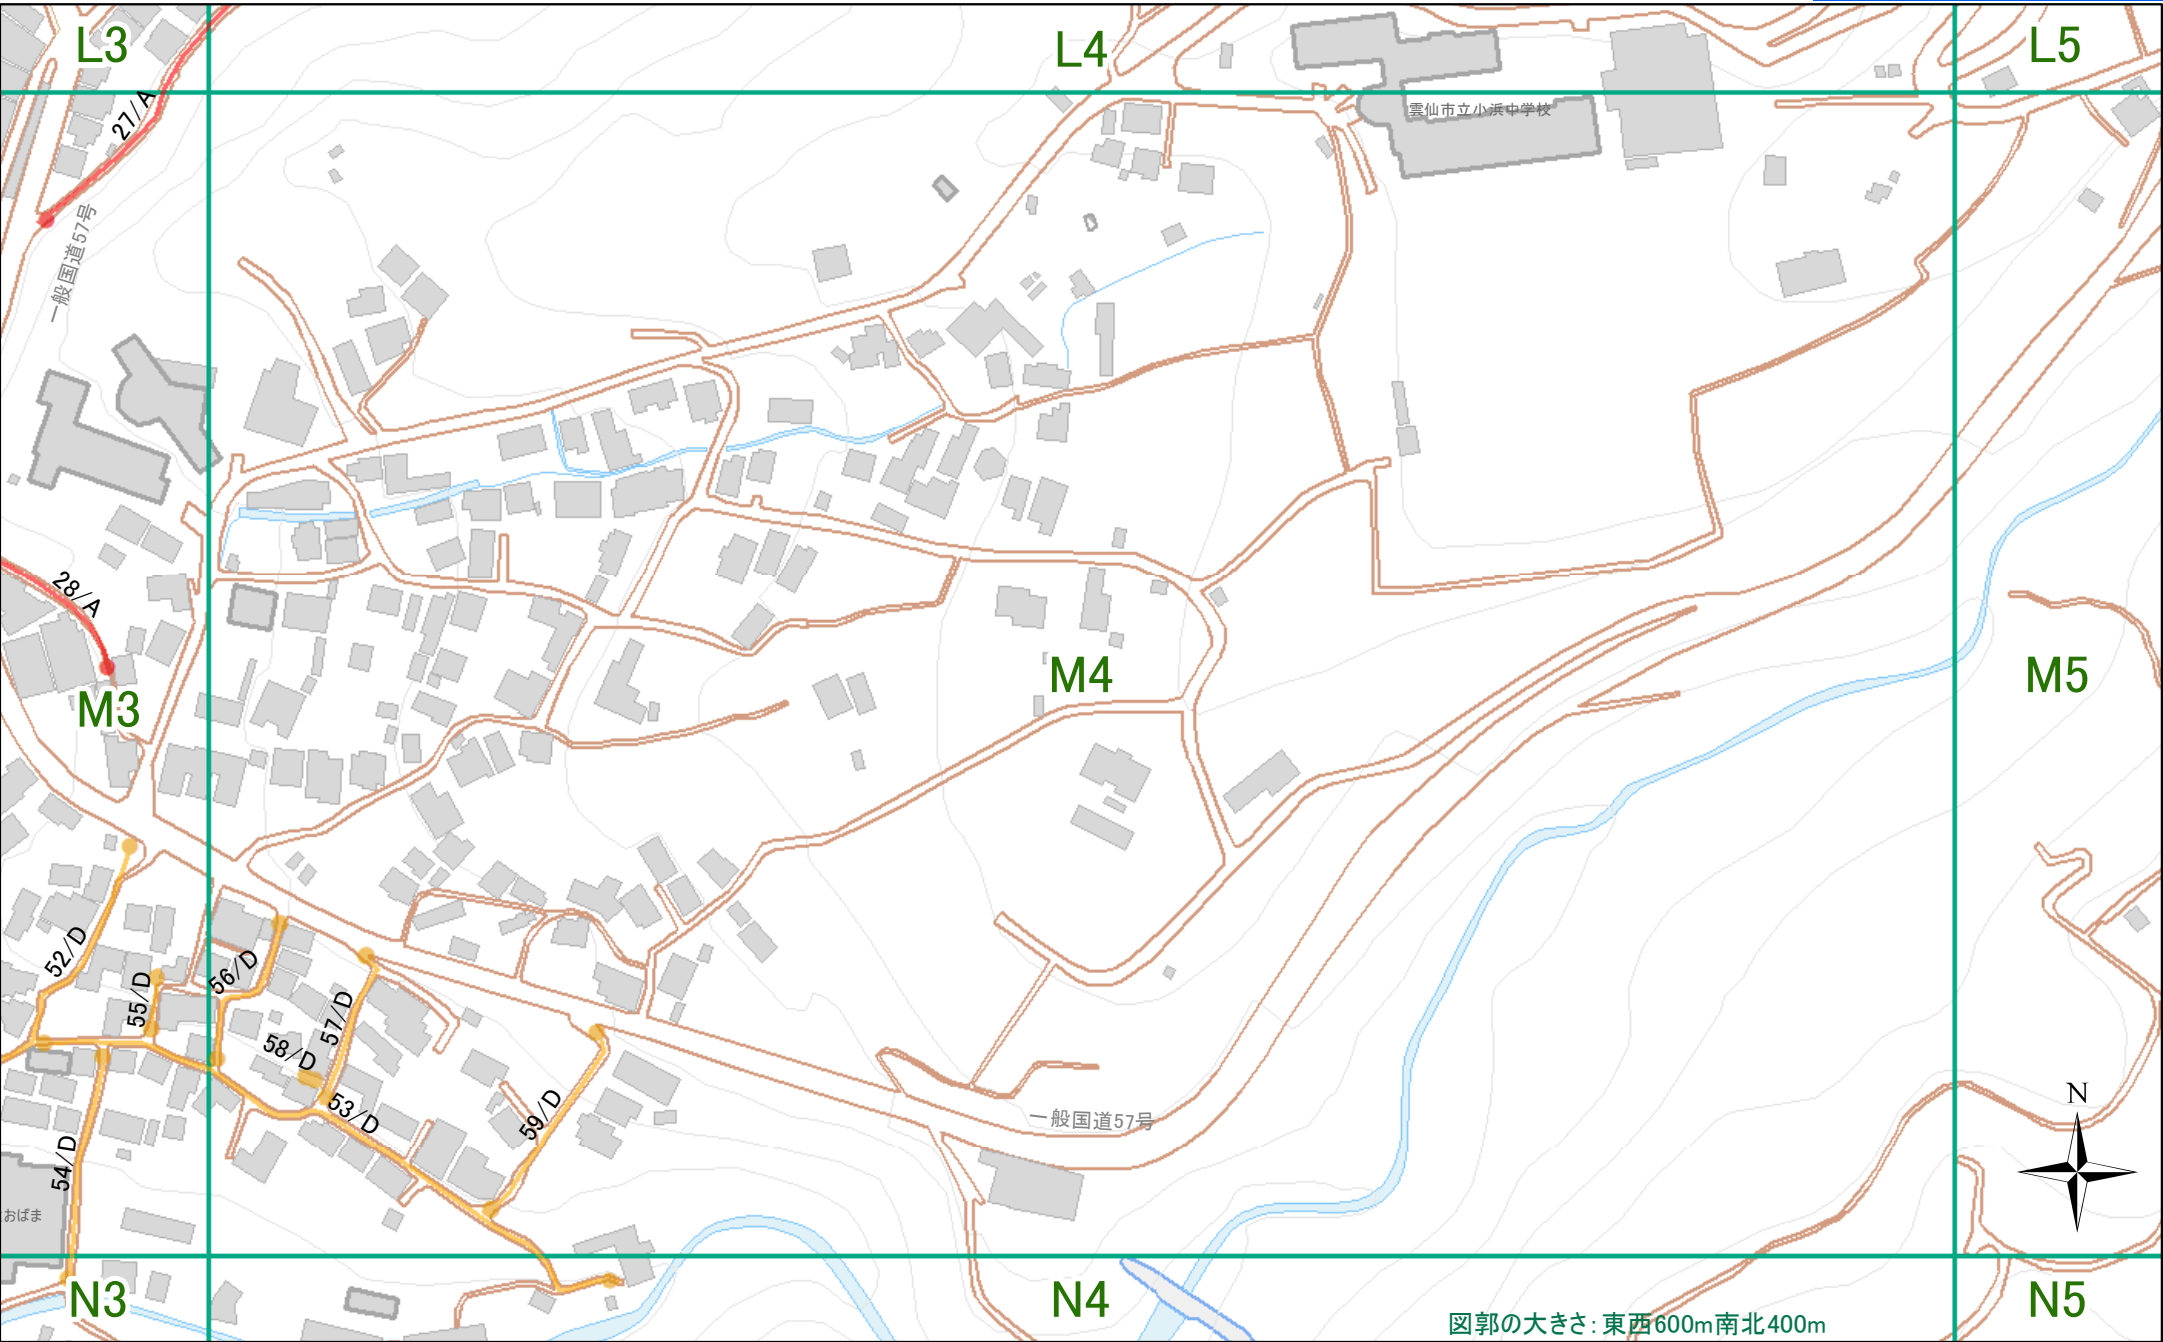 L3
L4
L5
27/A
雲仙市立小浜中学校
一般国道57号
28/A
M3
M4
M5
52/D
55/D
56/D
57/D
58/D
53/D
59/D
54/D
一般国道57号
N
おばま
N3
N4
N5
図郭の大きさ：東西600m南北400m